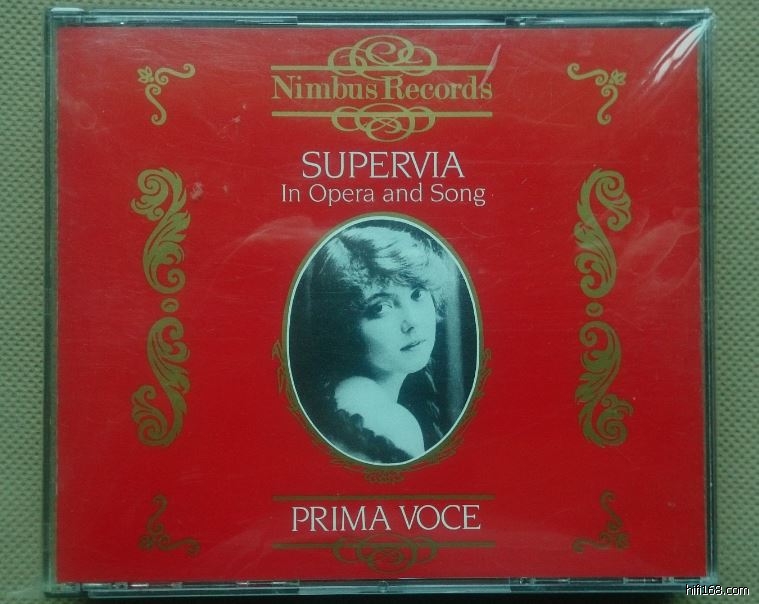 Nimbus Records
SUPERVIA
In Opera and Song
PRIMA VOCE
hifi168.com